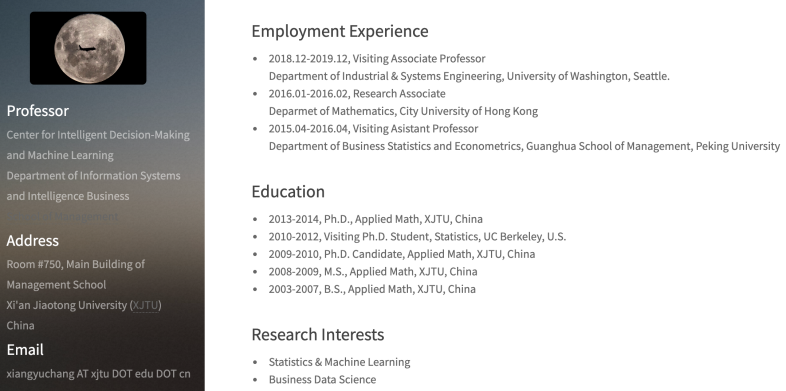 Professor
Center for Intelligent Decision-Making
and Machine Learning
Department of Information Systems
and Intelligence Business
Address
Room #750, Main Building of
Management School
Xi'an Jiaotong University (XJTU)
China
Email
xiangyuchang AT xjtu DOT edu DOT cn
Employment Experience
2018.12-2019.12, Visiting Associate Professor
Department of Industrial & Systems Engineering, University of Washington, Seattle.
2016.01-2016.02, Research Associate
Deparmet of Mathematics, City University of Hong Kong
2015.04-2016.04, Visiting Asistant Professor
Department of Business Statistics and Econometrics, Guanghua School of Management, Peking University
Education
2013-2014, Ph.D., Applied Math, XJTU, China
2010-2012, Visiting Ph.D. Student, Statistics, UC Berkeley, U.S.
2009-2010, Ph.D. Candidate, Applied Math, XJTU, China
2008-2009, M.S., Applied Math, XJTU, China
2003-2007, B.S., Applied Math, XJTU, China
Research Interests
Statistics & Machine Learning
Business Data Science